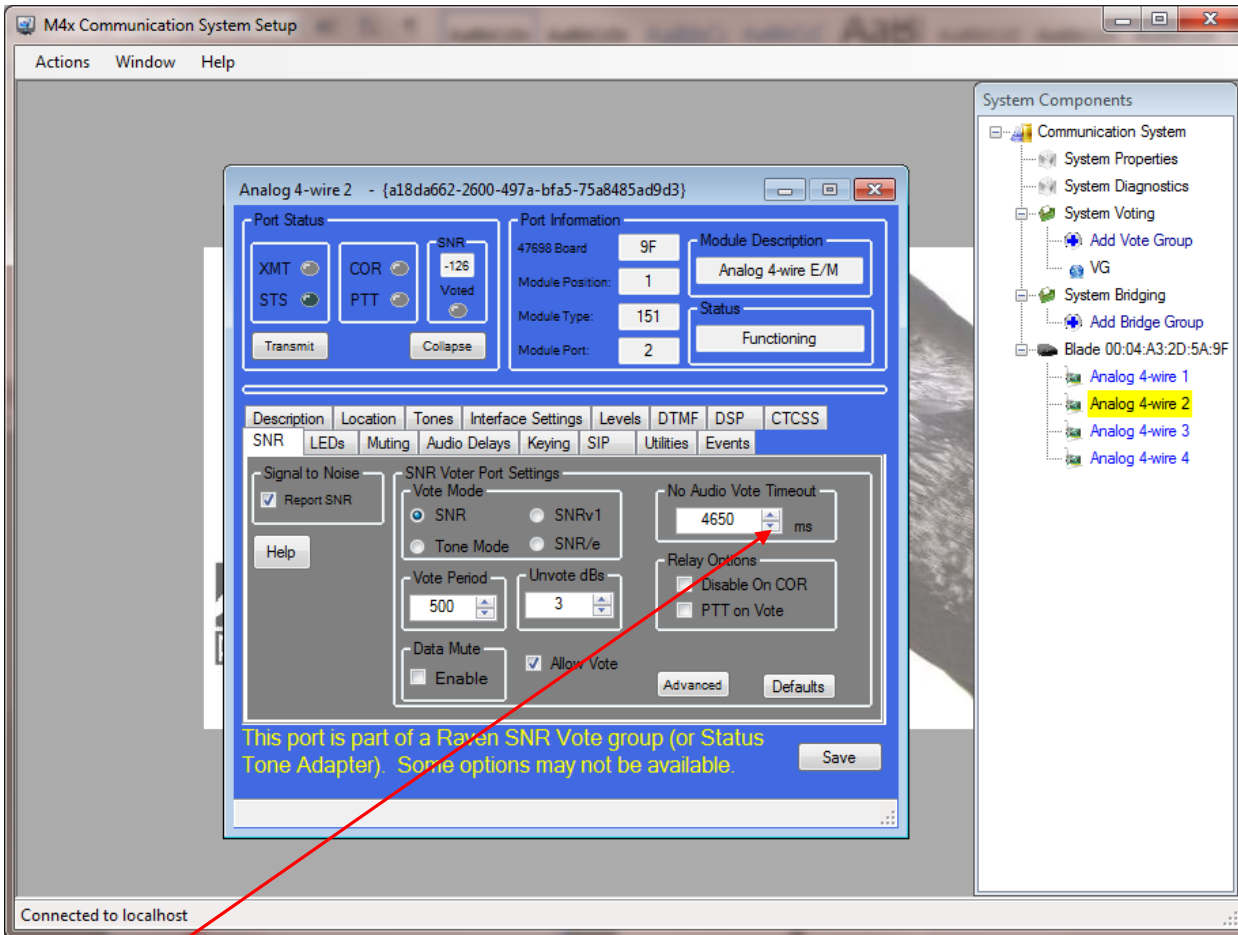 M4x Communication System Setup
Actions Window Help
System Components
Communication System
System Properties
System Diagnostics
System Voting
Add Vote Group
VG
System Bridging
Add Bridge Group
Blade 00:04:A3:2D:5A:9F
Analog 4-wire 1
Analog 4-wire 2
Analog 4-wire 3
Analog 4-wire 4
Analog 4-wire 2 - {a18da662-2600-497a-bfa5-75a8485ad9d3}
Port Status
XMT COR
STS PTT
SNR
-126
Voted
Transmit Collapse
Port Information
47698 Board 9F
Module Position: 1
Module Type: 151
Module Port: 2
Module Description
Analog 4-wire E/M
Status
Functioning
Description Location Tones Interface Settings Levels DTMF DSP CTCSS
SNR LEDs Muting Audio Delays Keying SIP Utilities Events
Signal to Noise
Report SNR
Help
SNR Voter Port Settings
Vote Mode
SNR SNRv1
Tone Mode SNR/e
No Audio Vote Timeout
4650 ms
Vote Period
500
Unvote dBs
3
Relay Options
Disable On COR
PTT on Vote
Data Mute
Enable
Allow Vote
Advanced Defaults
This port is part of a Raven SNR Vote group (or Status
Tone Adapter). Some options may not be available.
Save
Connected to localhost